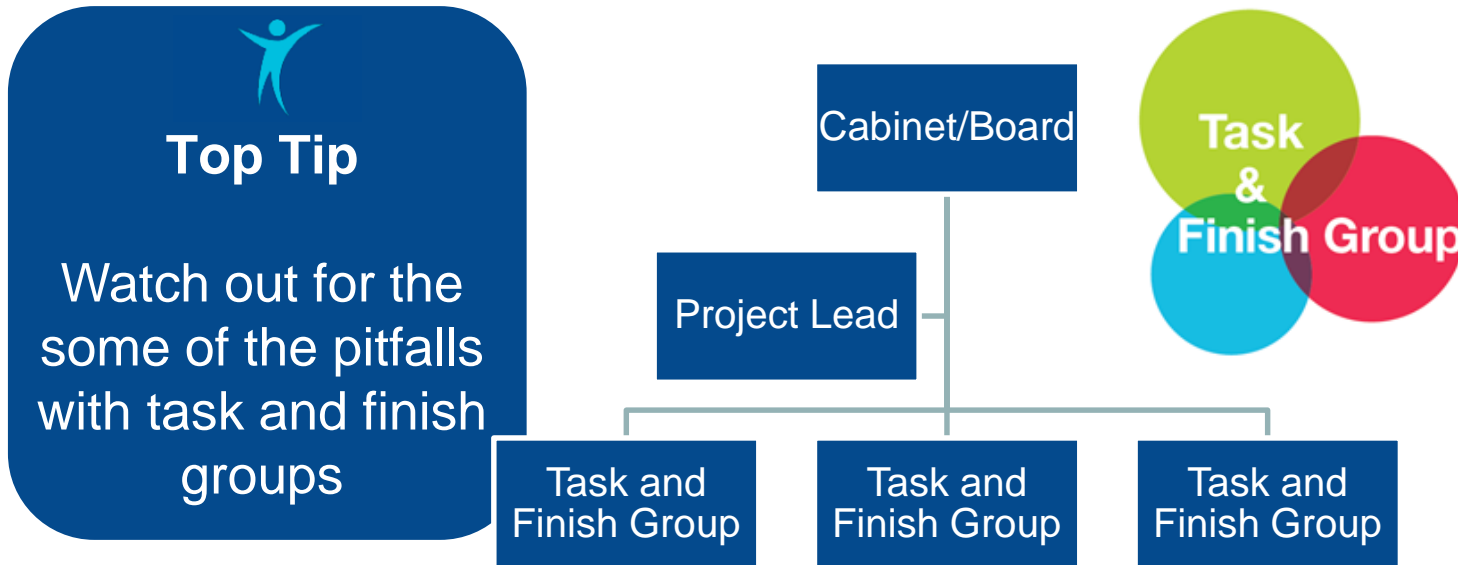 Top Tip
Watch out for the
some of the pitfalls
with task and finish
groups
Cabinet/Board
Project Lead
Task and
Finish Group
Task and
Finish Group
Task and
Finish Group
Task
&
Finish Group